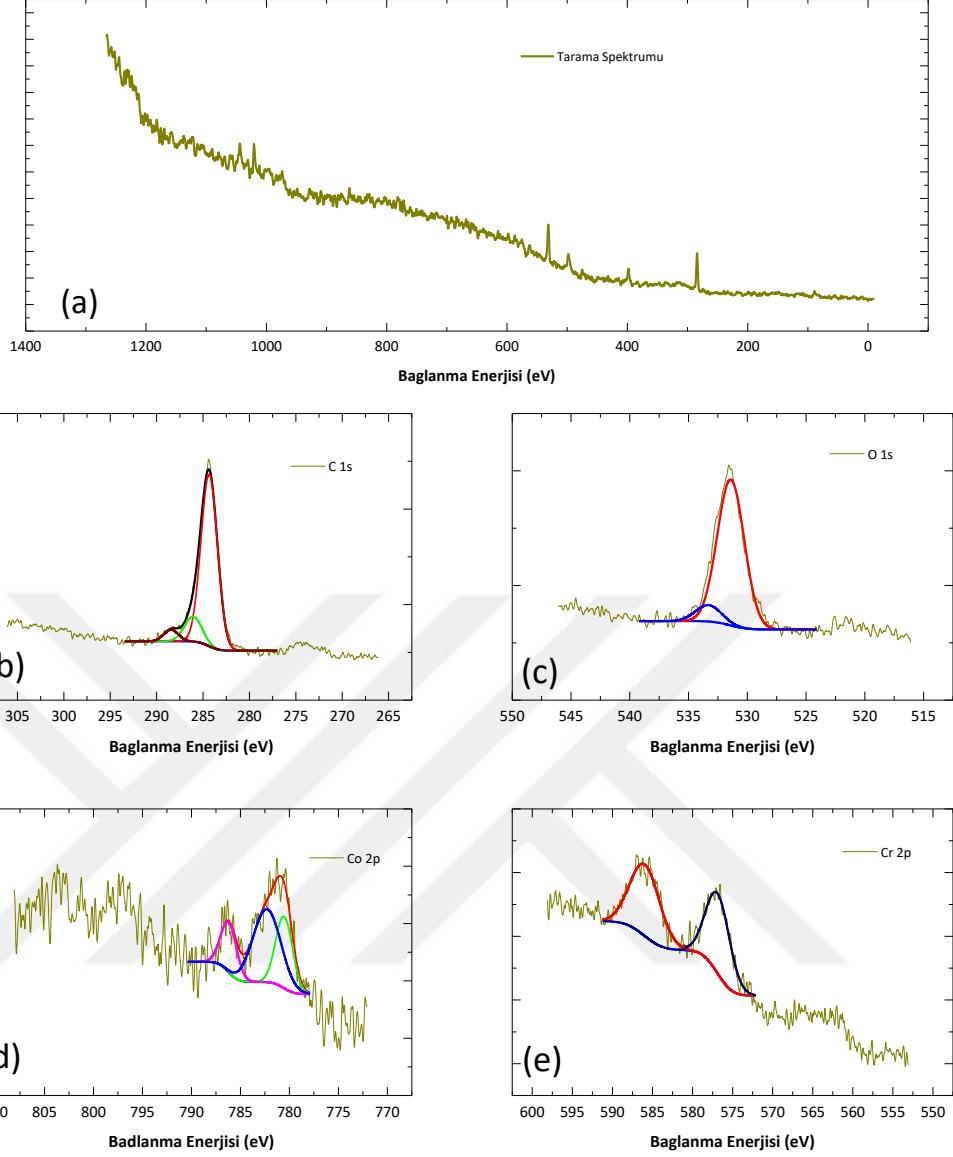 Tarama Spektrumu
(a)
1400 1200 1000 800 600 400 200 0
Baglanma Enerjisi (eV)
C 1s
b)
305 300 295 290 285 280 275 270 265
Baglanma Enerjisi (eV)
O 1s
(c)
550 545 540 535 530 525 520 515
Baglanma Enerjisi (eV)
Co 2p
d)
0 805 800 795 790 785 780 775 770
Badlanma Enerjisi (eV)
Cr 2p
(e)
600 595 590 585 580 575 570 565 560 555 550
Baglanma Enerjisi (eV)